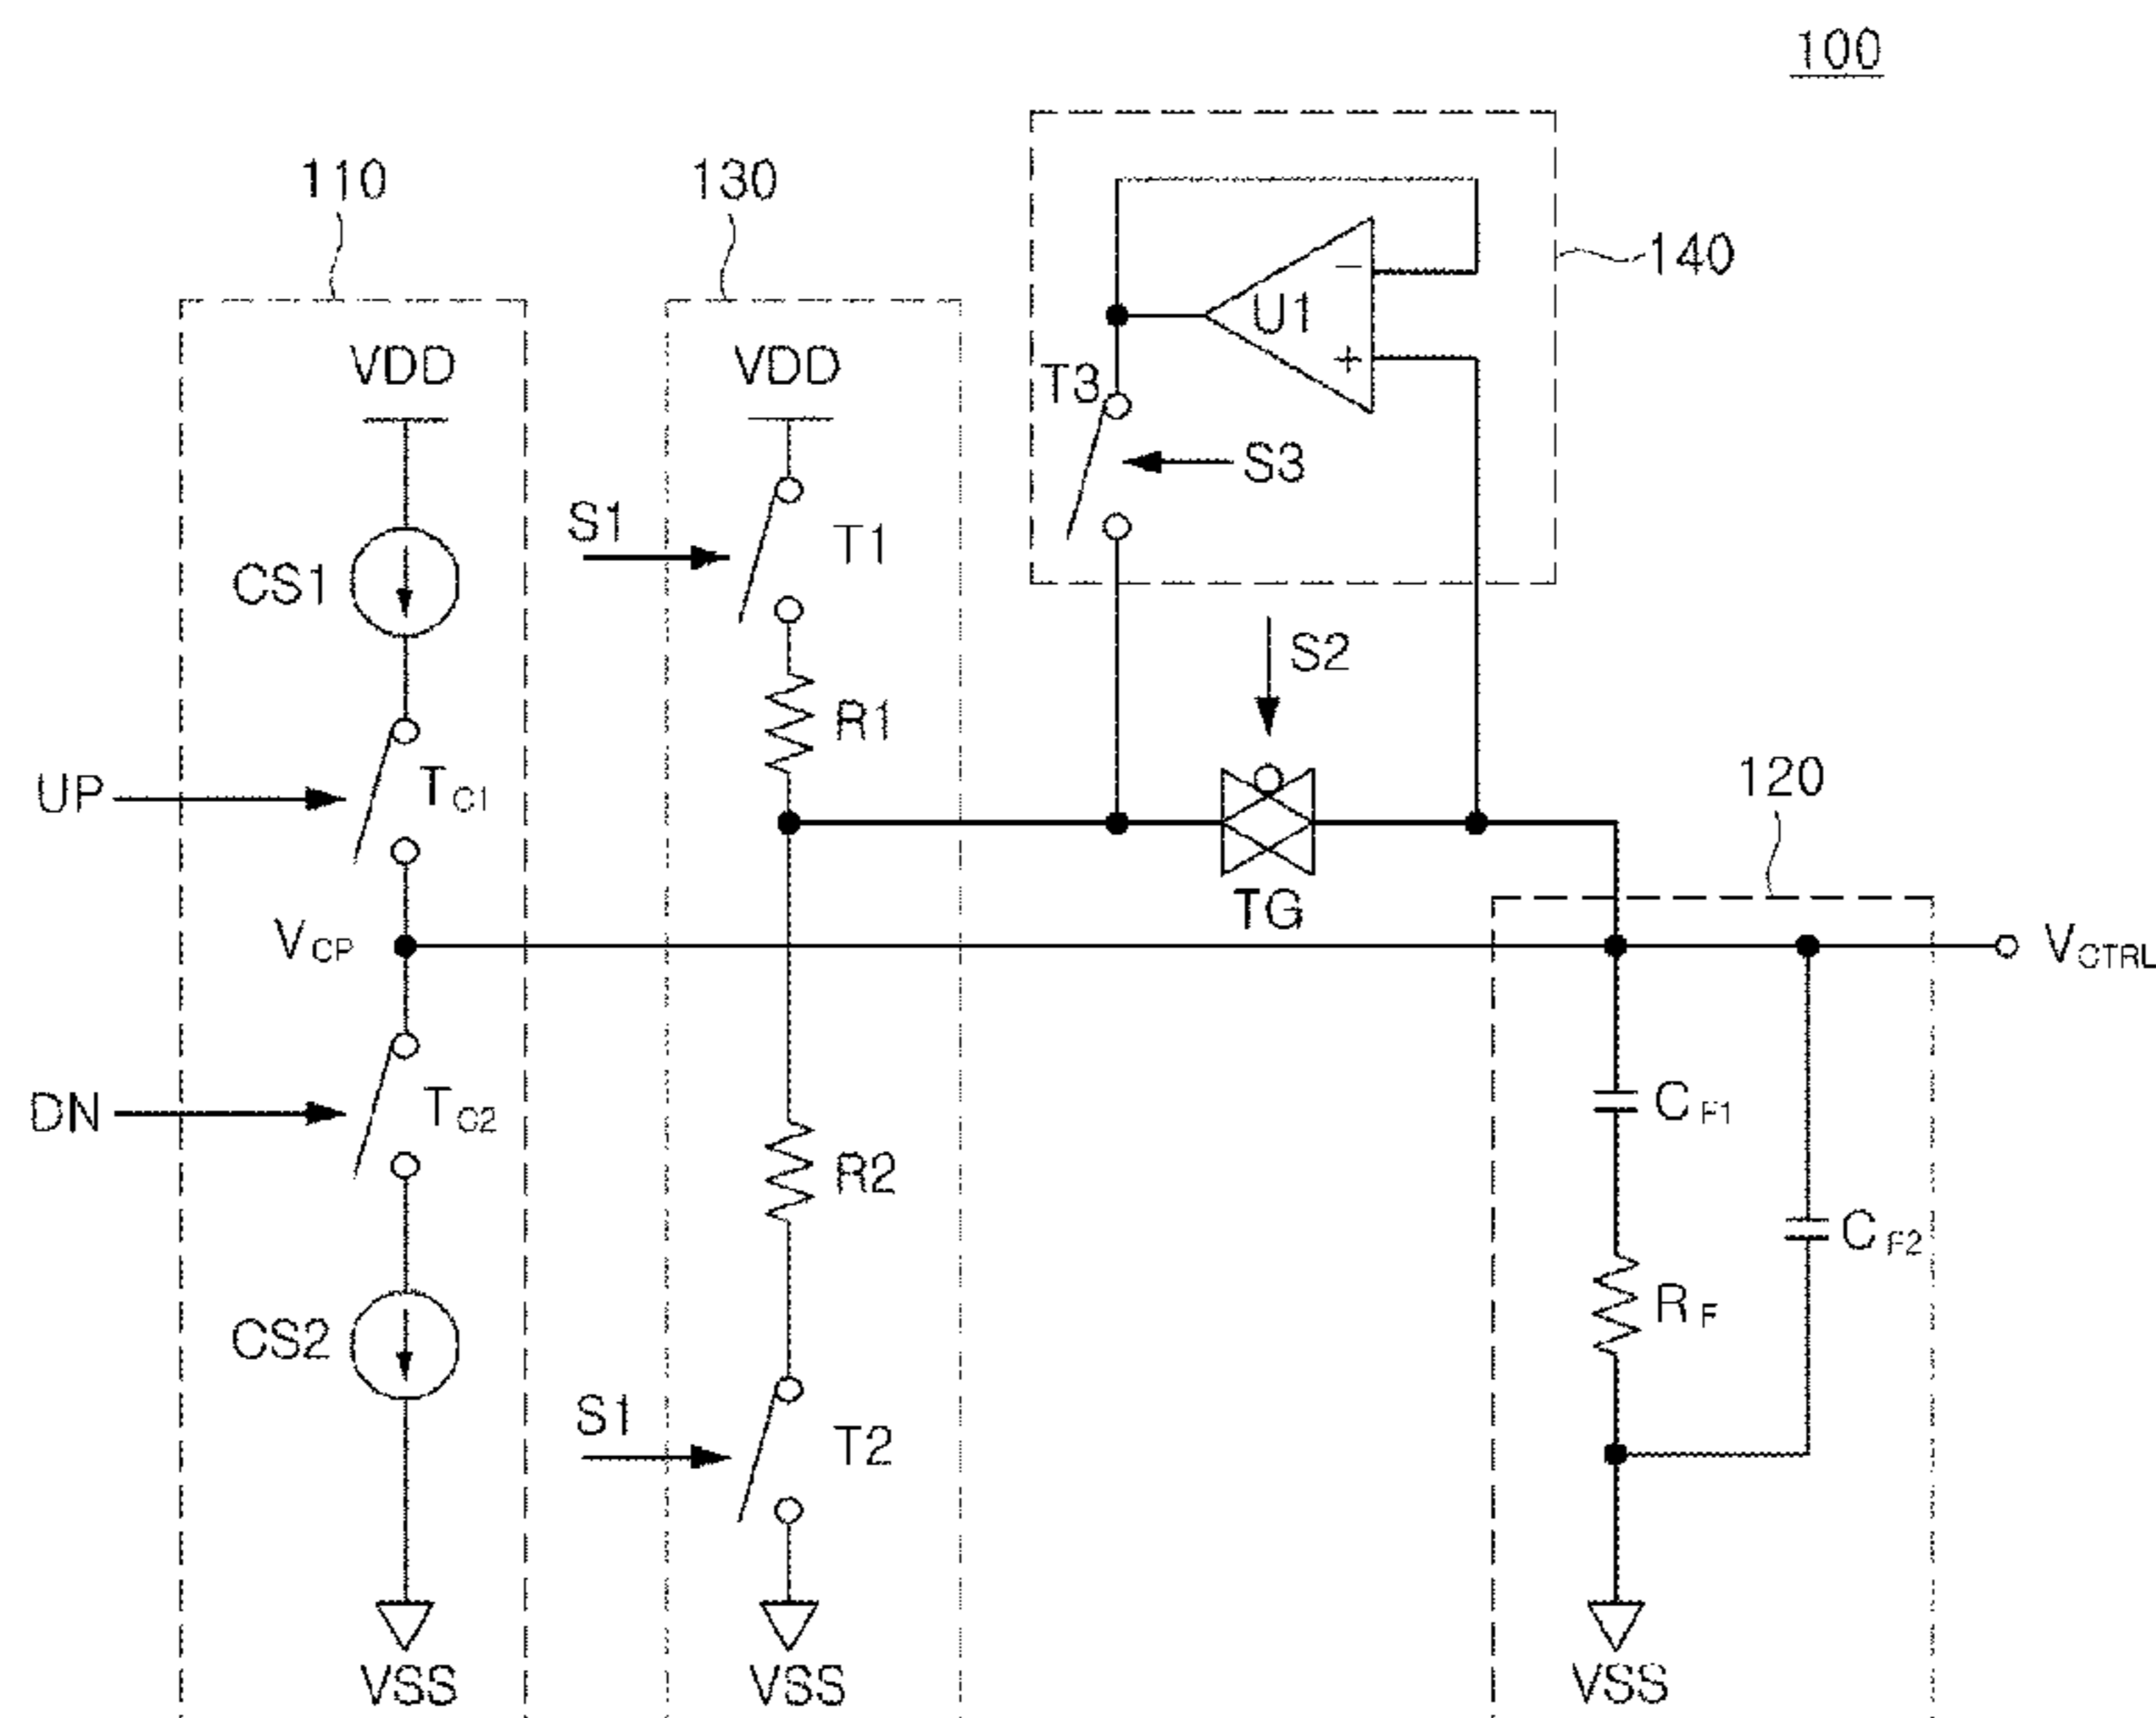 100
110
130
140
VDD
VDD
U1
−
+
T3
S3
S1
T1
CS1
S2
R1
UP
TC1
120
TG
VCP
VCTRL
DN
TC2
CF1
R2
CF2
RF
CS2
S1
T2
VSS
VSS
VSS